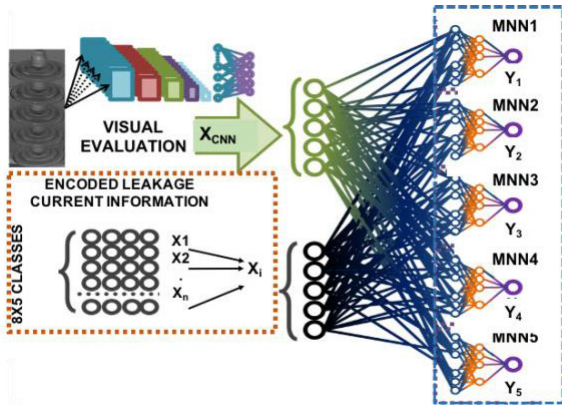 MNN1
Y1
VISUAL
EVALUATION
XCNN
MNN2
Y2
ENCODED LEAKAGE
CURRENT INFORMATION
MNN3
Y3
8X5 CLASSES
X1
X2
Xn
Xi
MNN4
Y4
MNN5
Y5